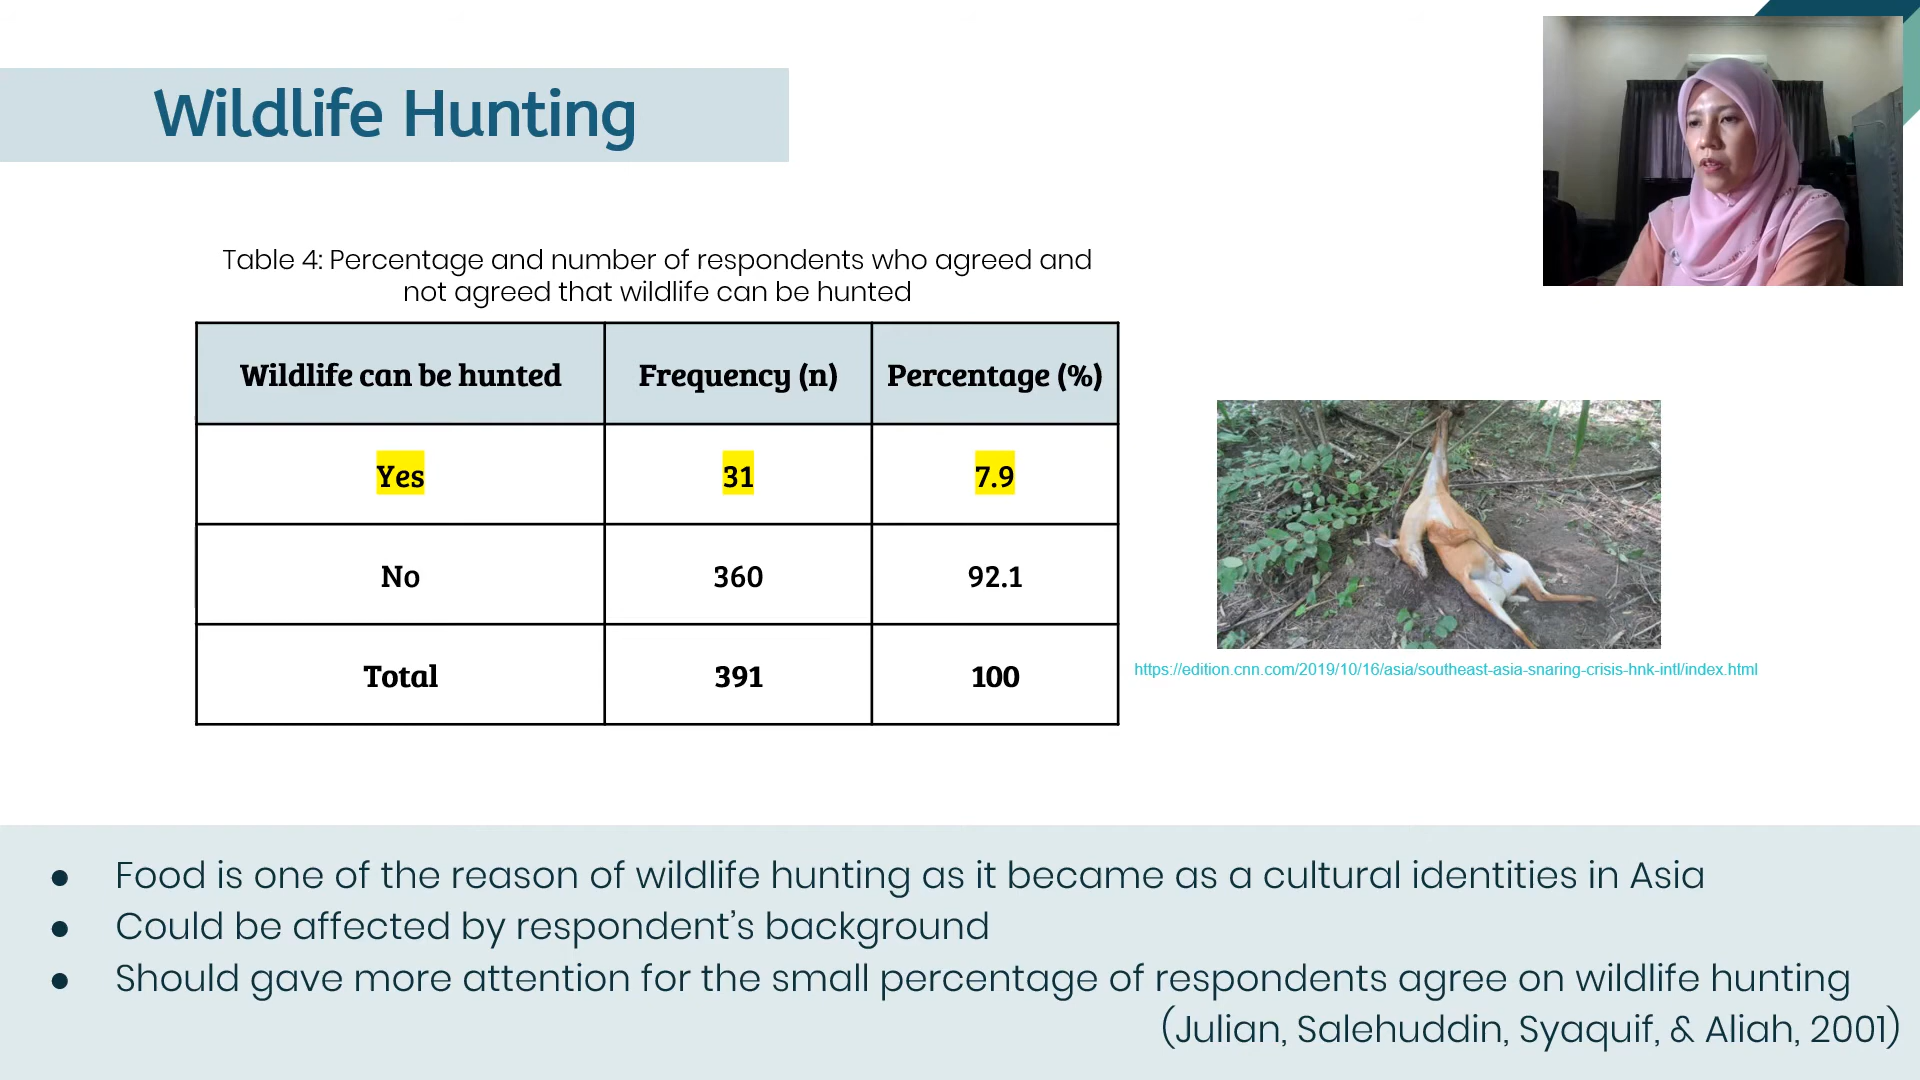 Wildlife Hunting
Table 4: Percentage and number of respondents who agreed and
not agreed that wildlife can be hunted
Wildlife can be hunted Frequency (n) Percentage (%)
Yes 31 7.9
No 360 92.1
Total 391 100
https://edition.cnn.com/2019/10/16/asia/southeast-asia-snaring-crisis-hnk-intl/index.html
● Food is one of the reason of wildlife hunting as it became as a cultural identities in Asia
● Could be affected by respondent’s background
● Should gave more attention for the small percentage of respondents agree on wildlife hunting
(Julian, Salehuddin, Syaquif, & Aliah, 2001)